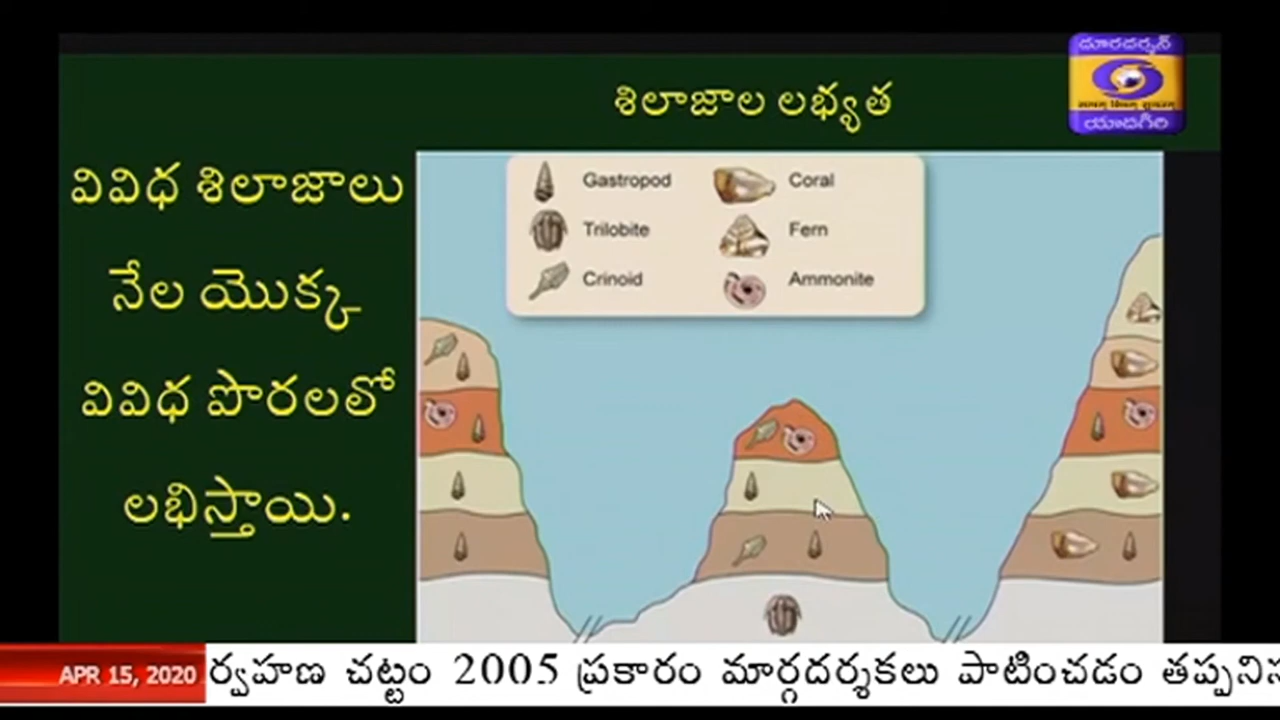 శిలాజాల లభ్యత
దూరదర్శన్
యాదగిరి
వివిధ శిలాజాలు
నేల యొక్క
వివిధ పొరలలో
లభిస్తాయి.
Gastropod
Coral
Trilobite
Fern
Crinoid
Ammonite
APR 15, 2020
ర్వహణ చట్టం 2005 ప్రకారం మార్గదర్శకలు పాటించడం తప్పనిస